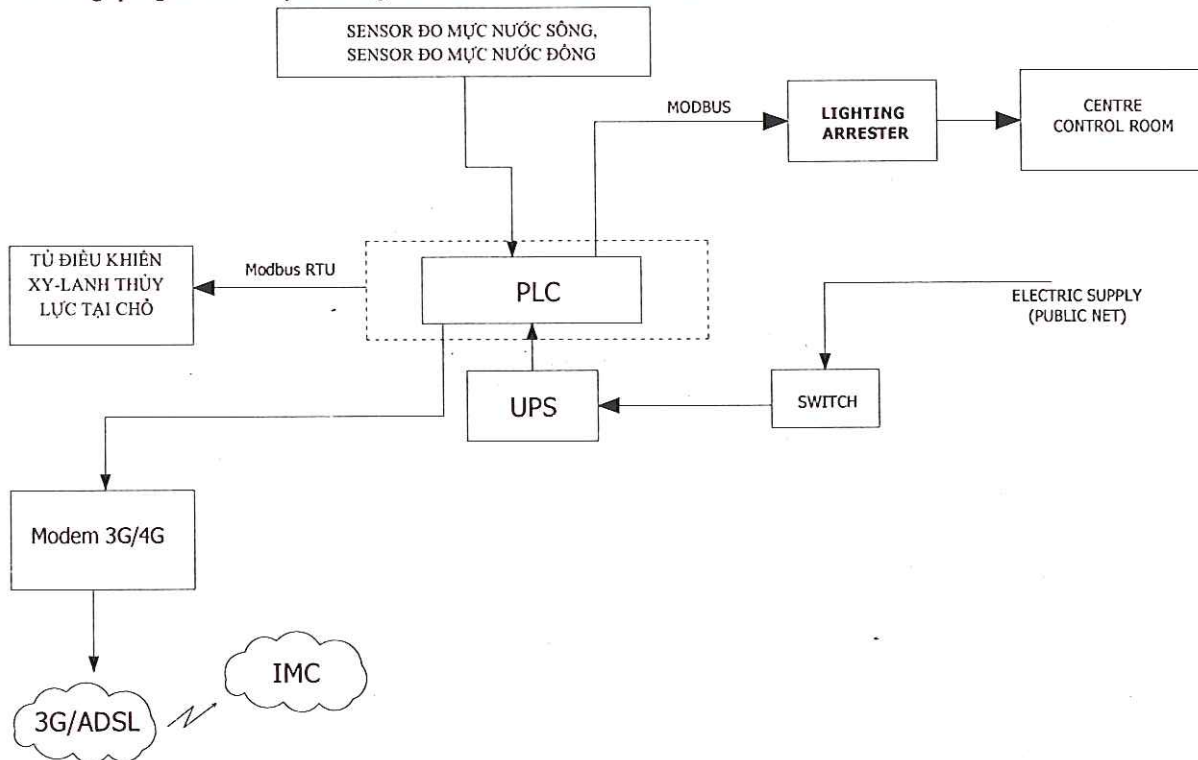 SENSOR ĐO MỰC NƯỚC SÔNG,
SENSOR ĐO MỰC NƯỚC ĐỒNG
MODBUS
LIGHTING
ARRESTER
CENTRE
CONTROL ROOM
TỦ ĐIỀU KHIỂN
XY-LANH THỦY
LỰC TẠI CHỖ
Modbus RTU
PLC
ELECTRIC SUPPLY
(PUBLIC NET)
UPS
SWITCH
Modem 3G/4G
IMC
3G/ADSL